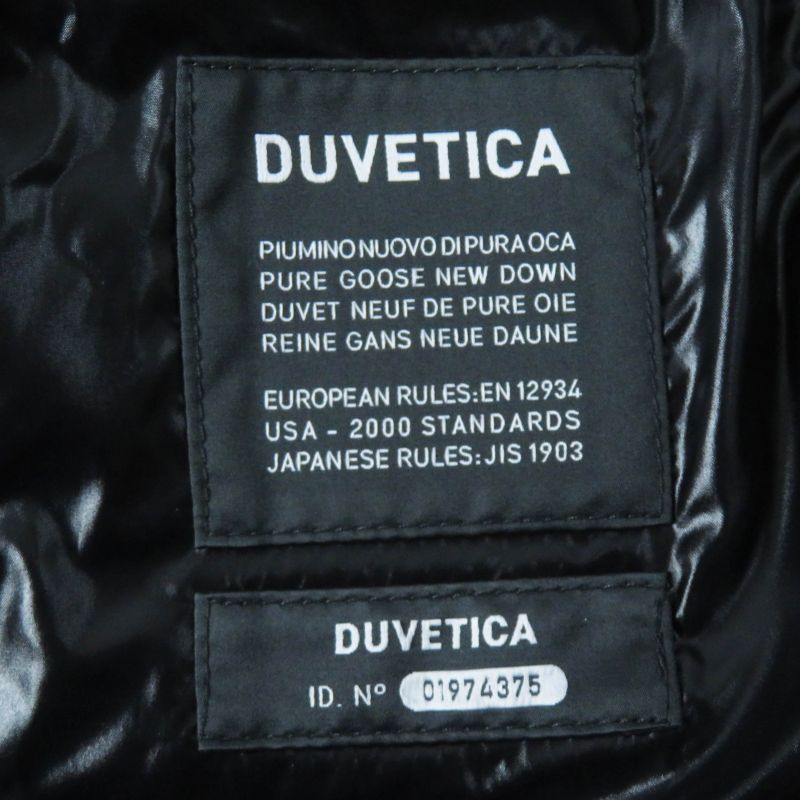 DUVETICA
PIUMINO NUOVO DI PURA OCA
PURE GOOSE NEW DOWN
DUVET NEUF DE PURE OIE
REINE GANS NEUE DAUNE
EUROPEAN RULES:EN 12934
USA - 2000 STANDARDS
JAPANESE RULES:JIS 1903
DUVETICA
ID. Nº 01974375